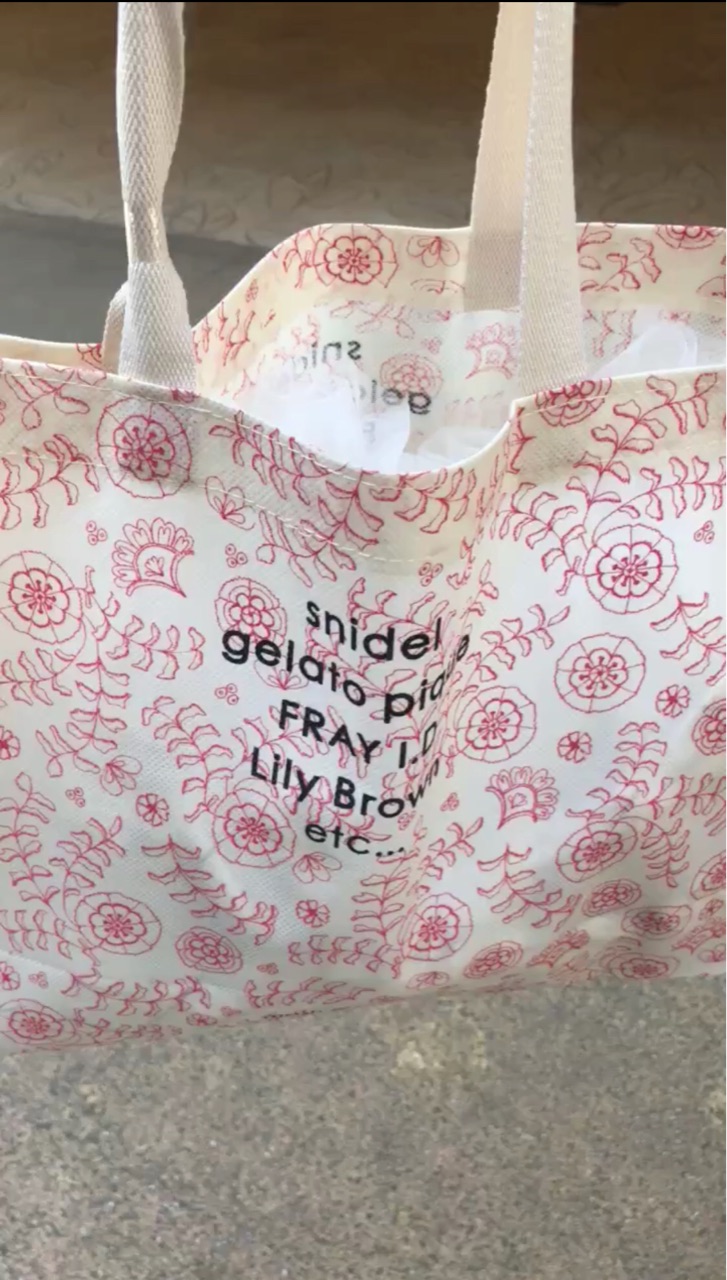 snidel
gelato pique
FRAY I.D
Lily Brown
etc...